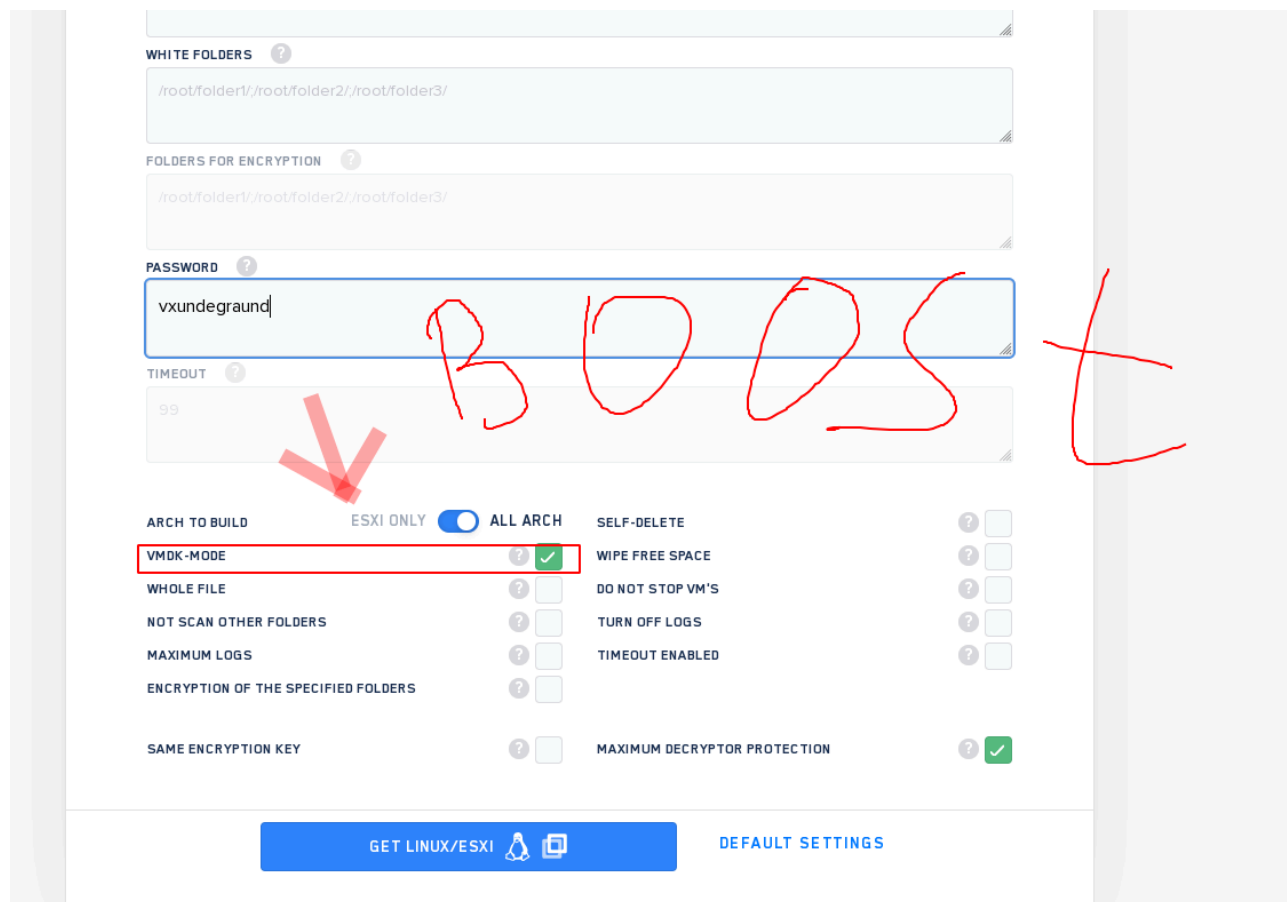 WHITE FOLDERS ?
/root/folder1/;/root/folder2/;/root/folder3/
FOLDERS FOR ENCRYPTION ?
/root/folder1/;/root/folder2/;/root/folder3/
PASSWORD ?
vxundegraund
BOOSt
TIMEOUT ?
99
ARCH TO BUILD ESXI ONLY ALL ARCH
SELF-DELETE ?
VMDK-MODE ?
WIPE FREE SPACE ?
WHOLE FILE ?
DO NOT STOP VM'S ?
NOT SCAN OTHER FOLDERS ?
TURN OFF LOGS ?
MAXIMUM LOGS ?
TIMEOUT ENABLED ?
ENCRYPTION OF THE SPECIFIED FOLDERS ?
SAME ENCRYPTION KEY ?
MAXIMUM DECRYPTOR PROTECTION ?
GET LINUX/ESXI
DEFAULT SETTINGS